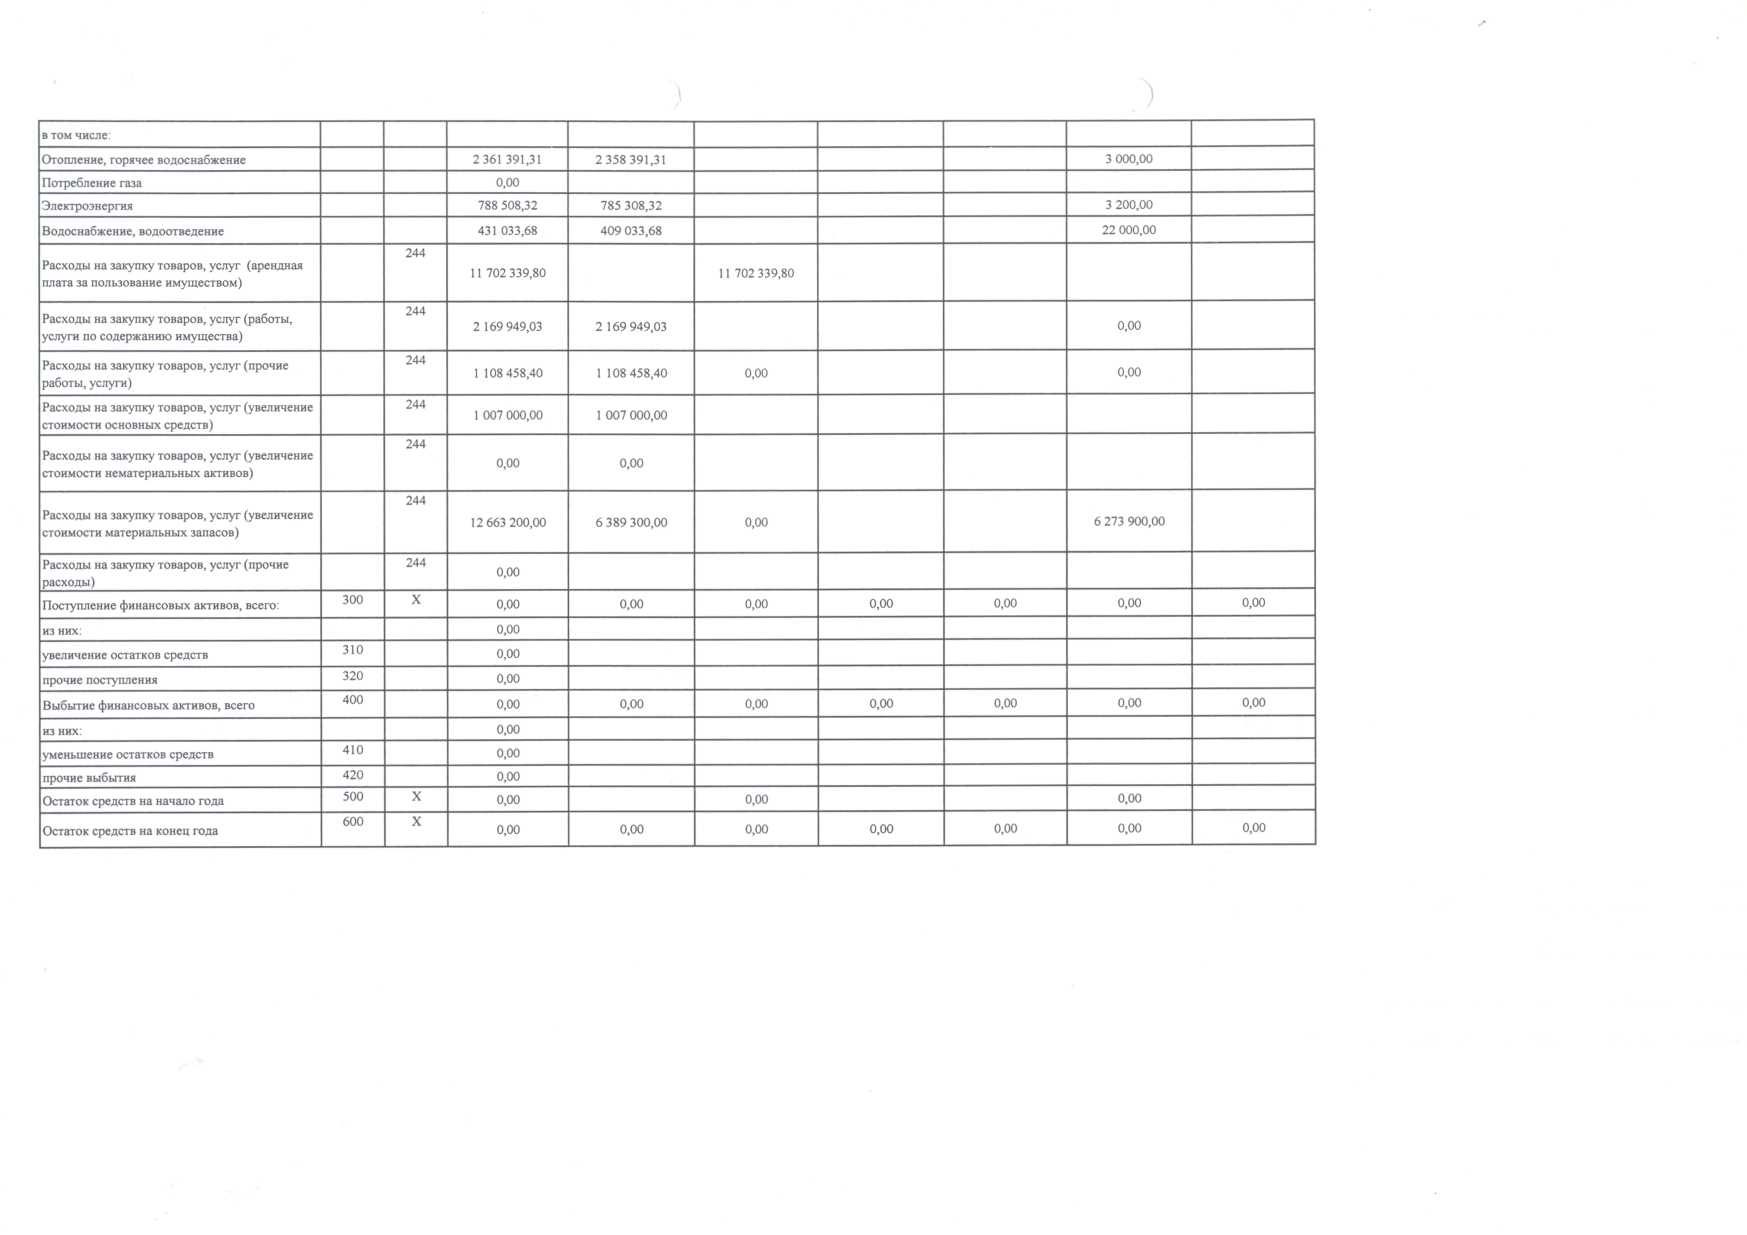 в том числе:
Отопление, горячее водоснабжение 2 361 391,31 2 358 391,31 3 000,00
Потребление газа 0,00
Электроэнергия 788 508,32 785 308,32 3 200,00
Водоснабжение, водоотведение 431 033,68 409 033,68 22 000,00
Расходы на закупку товаров, услуг (арендная
плата за пользование имуществом) 244 11 702 339,80 11 702 339,80
Расходы на закупку товаров, услуг (работы,
услуги по содержанию имущества) 244 2 169 949,03 2 169 949,03 0,00
Расходы на закупку товаров, услуг (прочие
работы, услуги) 244 1 108 458,40 1 108 458,40 0,00 0,00
Расходы на закупку товаров, услуг (увеличение
стоимости основных средств) 244 1 007 000,00 1 007 000,00
Расходы на закупку товаров, услуг (увеличение
стоимости нематериальных активов) 244 0,00 0,00
Расходы на закупку товаров, услуг (увеличение
стоимости материальных запасов) 244 12 663 200,00 6 389 300,00 0,00 6 273 900,00
Расходы на закупку товаров, услуг (прочие
расходы) 244 0,00
Поступление финансовых активов, всего: 300 X 0,00 0,00 0,00 0,00 0,00 0,00 0,00
из них: 0,00
увеличение остатков средств 310 0,00
прочие поступления 320 0,00
Выбытие финансовых активов, всего 400 0,00 0,00 0,00 0,00 0,00 0,00 0,00
из них: 0,00
уменьшение остатков средств 410 0,00
прочие выбытия 420 0,00
Остаток средств на начало года 500 X 0,00 0,00 0,00
Остаток средств на конец года 600 X 0,00 0,00 0,00 0,00 0,00 0,00 0,00